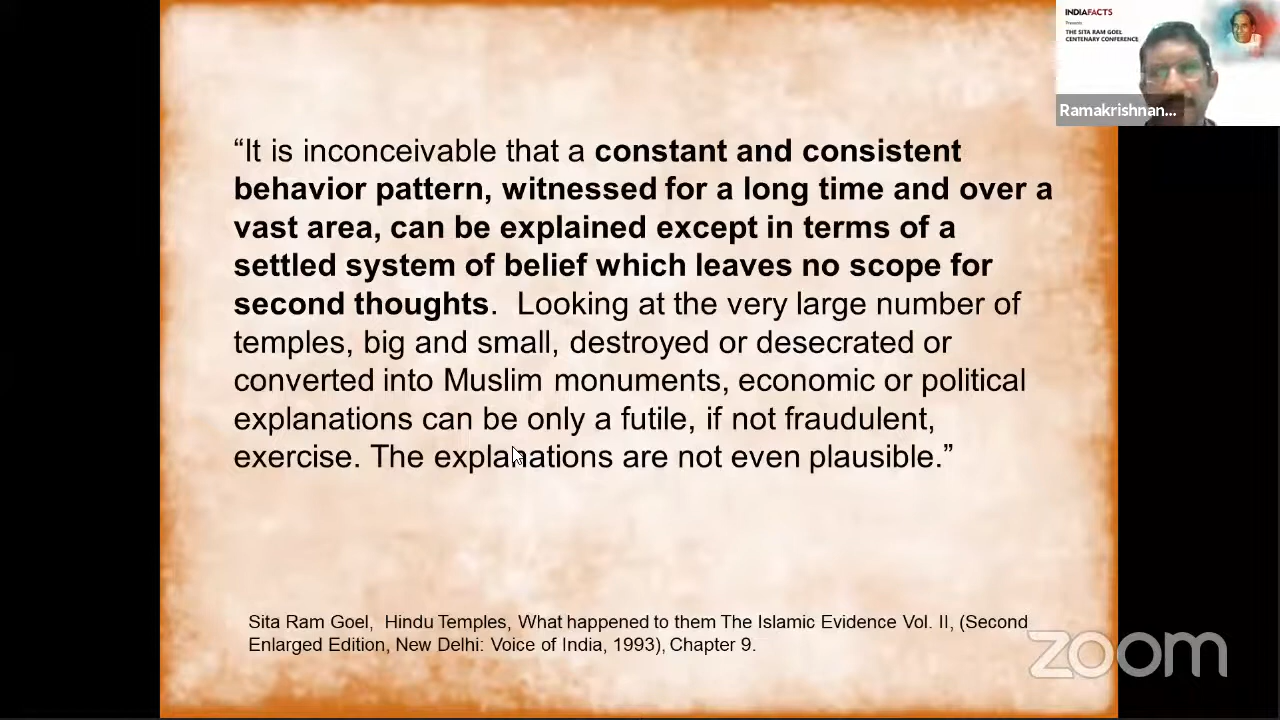 INDIAFACTS
Presents
THE SITA RAM GOEL
CENTENARY CONFERENCE
Ramakrishnan...
“It is inconceivable that a constant and consistent
behavior pattern, witnessed for a long time and over a
vast area, can be explained except in terms of a
settled system of belief which leaves no scope for
second thoughts.  Looking at the very large number of
temples, big and small, destroyed or desecrated or
converted into Muslim monuments, economic or political
explanations can be only a futile, if not fraudulent,
exercise. The explanations are not even plausible.”
Sita Ram Goel,  Hindu Temples, What happened to them The Islamic Evidence Vol. II, (Second
Enlarged Edition, New Delhi: Voice of India, 1993), Chapter 9.
zoom